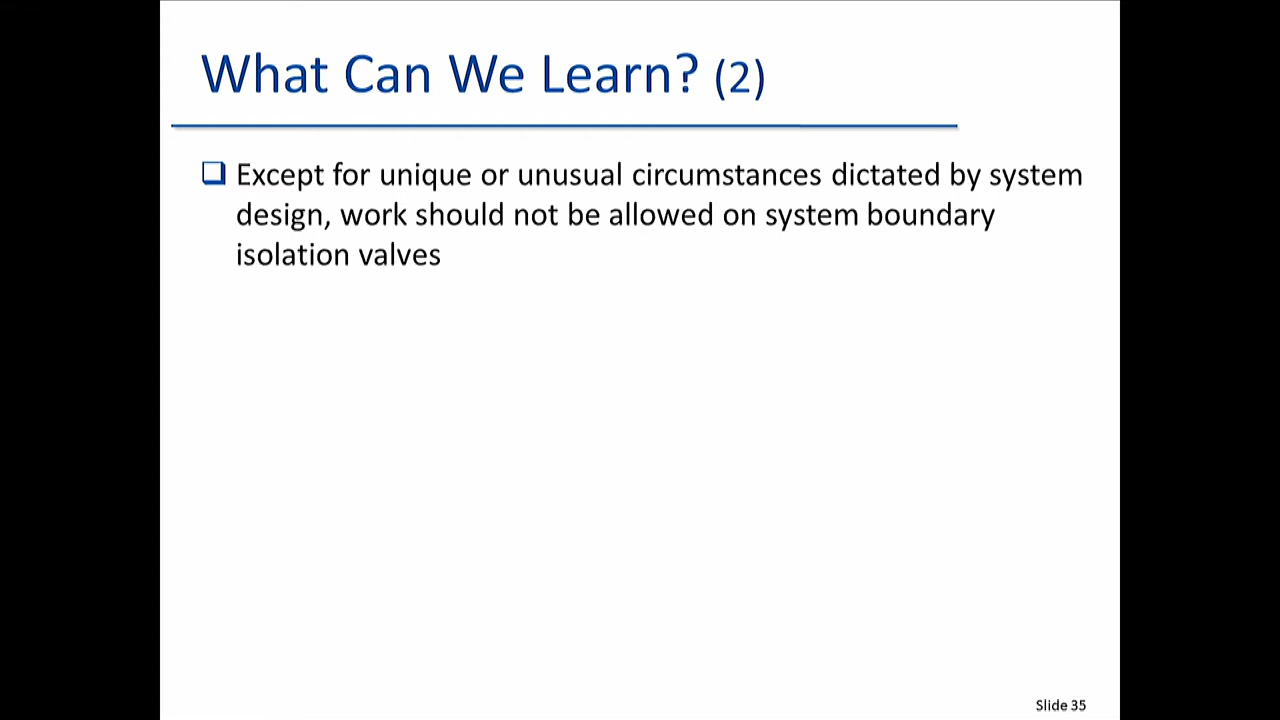 What Can We Learn? (2)
Except for unique or unusual circumstances dictated by system
design, work should not be allowed on system boundary
isolation valves
Slide 35